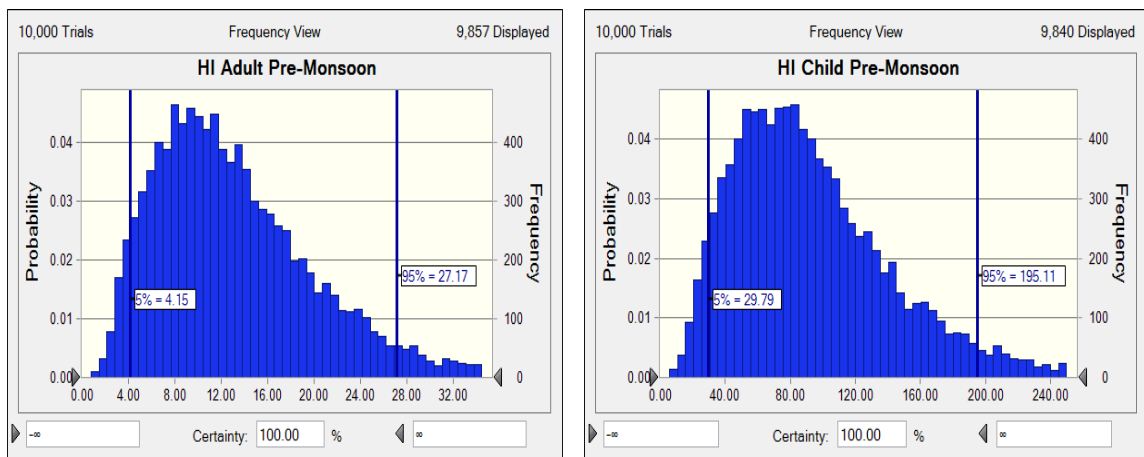 10,000 Trials Frequency View 9,857 Displayed
HI Adult Pre-Monsoon
Probability
0.04
0.03
0.02
0.01
0.00
Frequency
400
300
200
100
0
95% = 27.17
5% = 4.15
0.00 4.00 8.00 12.00 16.00 20.00 24.00 28.00 32.00
-∞ Certainty: 100.00 % ∞
10,000 Trials Frequency View 9,840 Displayed
HI Child Pre-Monsoon
Probability
0.04
0.03
0.02
0.01
0.00
Frequency
400
300
200
100
0
95% = 195.11
5% = 29.79
0.00 40.00 80.00 120.00 160.00 200.00 240.00
-∞ Certainty: 100.00 % ∞